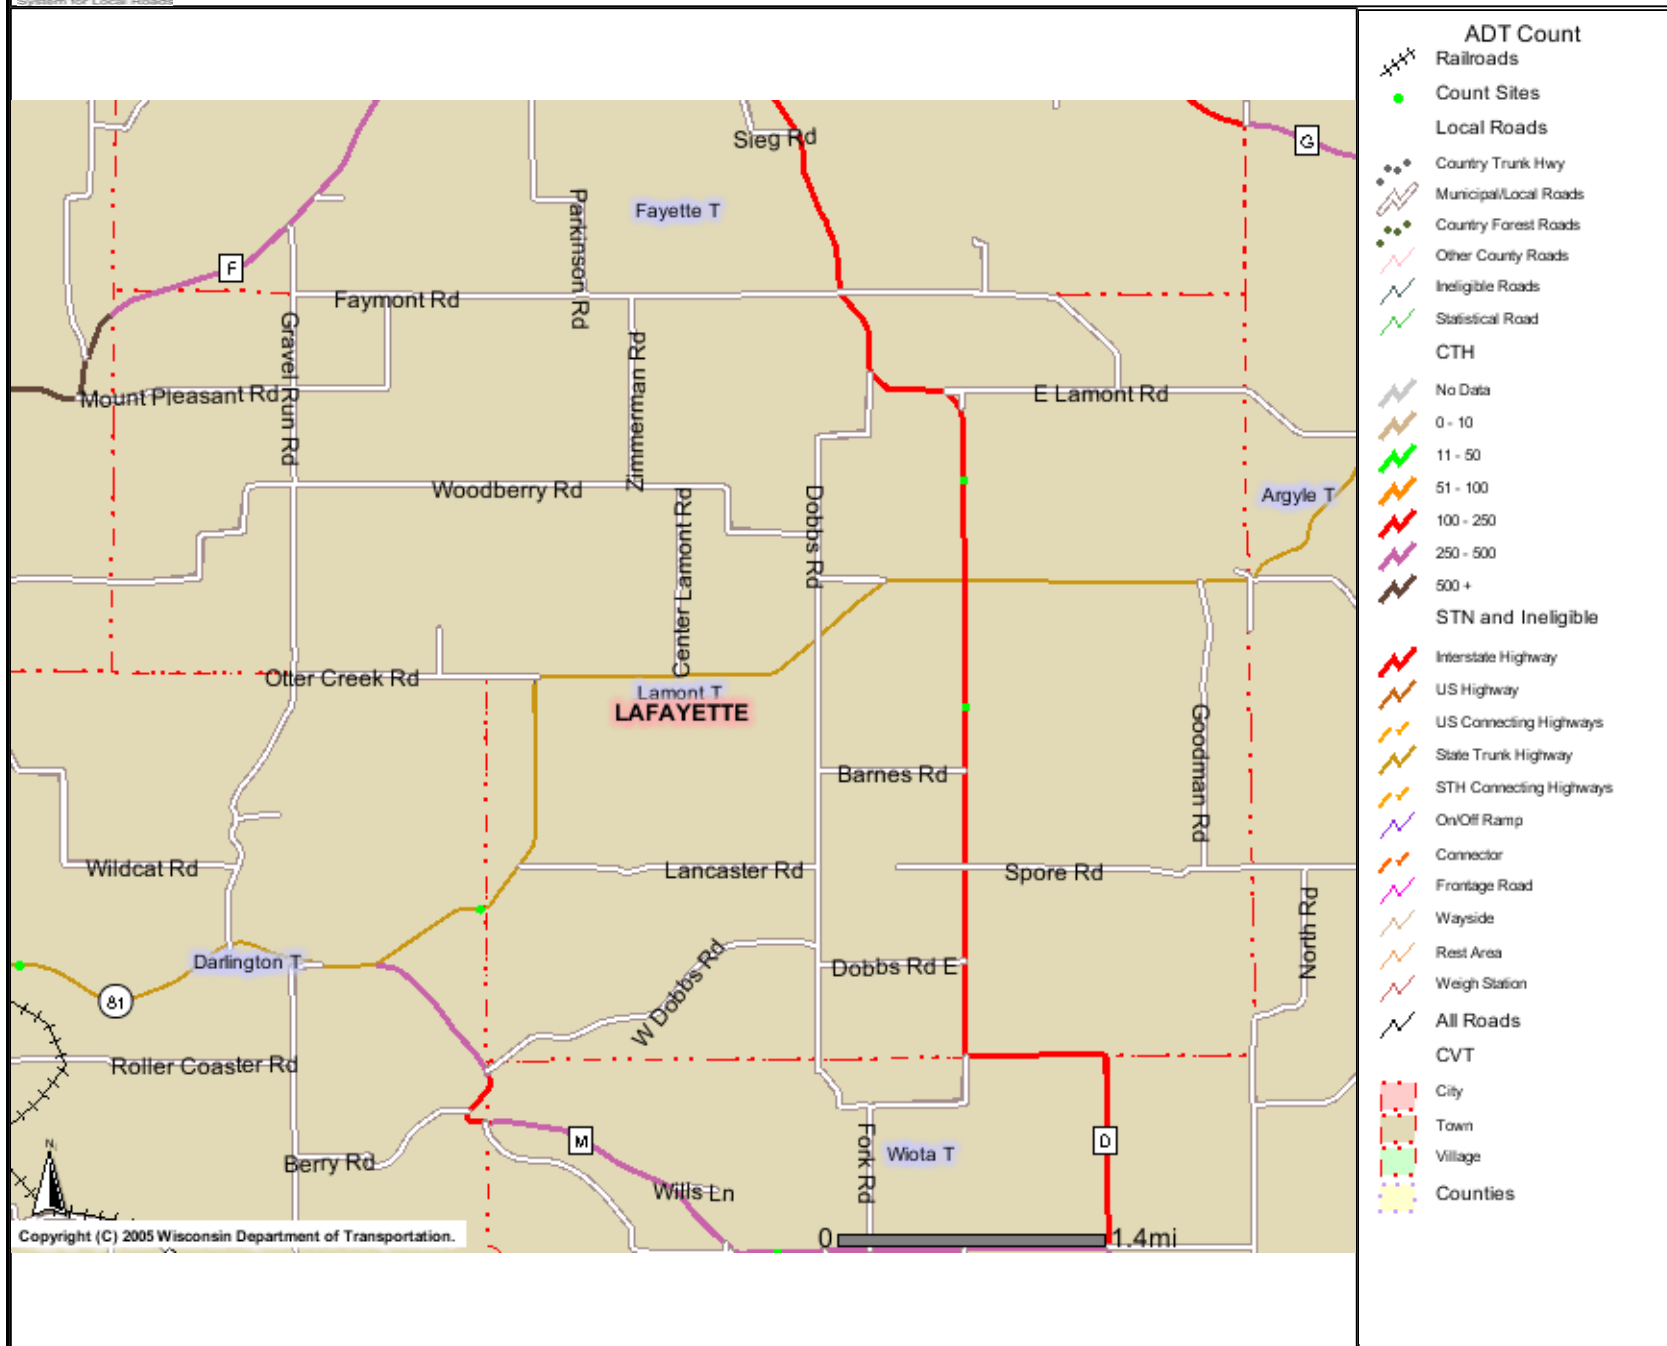 System for Local Roads
Sieg Rd
G
Parkinson Rd
Fayette T
F
Faymont Rd
Gravel Run Rd
Zimmerman Rd
Mount Pleasant Rd
E Lamont Rd
Woodberry Rd
Center Lamont Rd
Dobbs Rd
Argyle T
Otter Creek Rd
Lamont T
LAFAYETTE
Goodman Rd
Barnes Rd
Wildcat Rd
Lancaster Rd
Spore Rd
North Rd
Darlington T
W Dobbs Rd
Dobbs Rd E
81
Roller Coaster Rd
Berry Rd
M
Fork Rd
Wiota T
D
N
Wills Ln
Copyright (C) 2005 Wisconsin Department of Transportation.
0 1.4mi
ADT Count
Railroads
Count Sites
Local Roads
Country Trunk Hwy
Municipal/Local Roads
Country Forest Roads
Other County Roads
Ineligible Roads
Statistical Road
CTH
No Data
0 - 10
11 - 50
51 - 100
100 - 250
250 - 500
500 +
STN and Ineligible
Interstate Highway
US Highway
US Connecting Highways
State Trunk Highway
STH Connecting Highways
On/Off Ramp
Connector
Frontage Road
Wayside
Rest Area
Weigh Station
All Roads
CVT
City
Town
Village
Counties